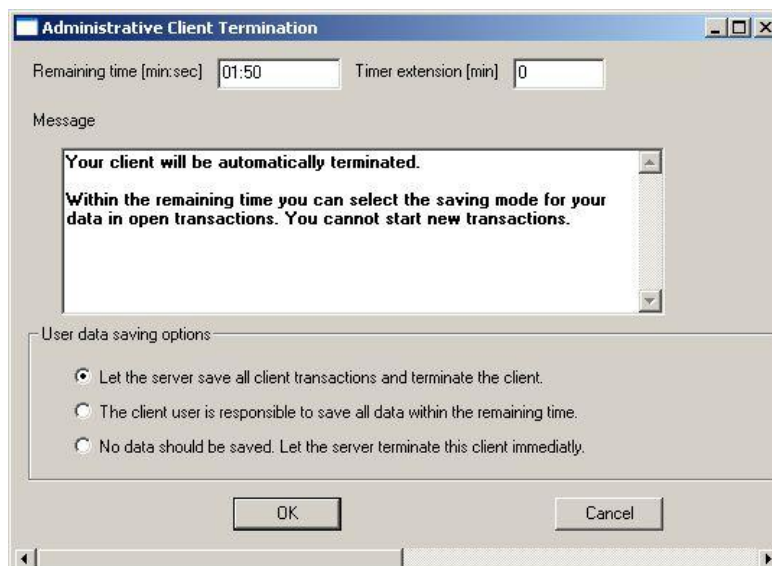 Administrative Client Termination
Remaining time [min:sec] 01:50 Timer extension [min] 0
Message
Your client will be automatically terminated.
Within the remaining time you can select the saving mode for your
data in open transactions. You cannot start new transactions.
User data saving options
Let the server save all client transactions and terminate the client.
The client user is responsible to save all data within the remaining time.
No data should be saved. Let the server terminate this client immediatly.
OK Cancel